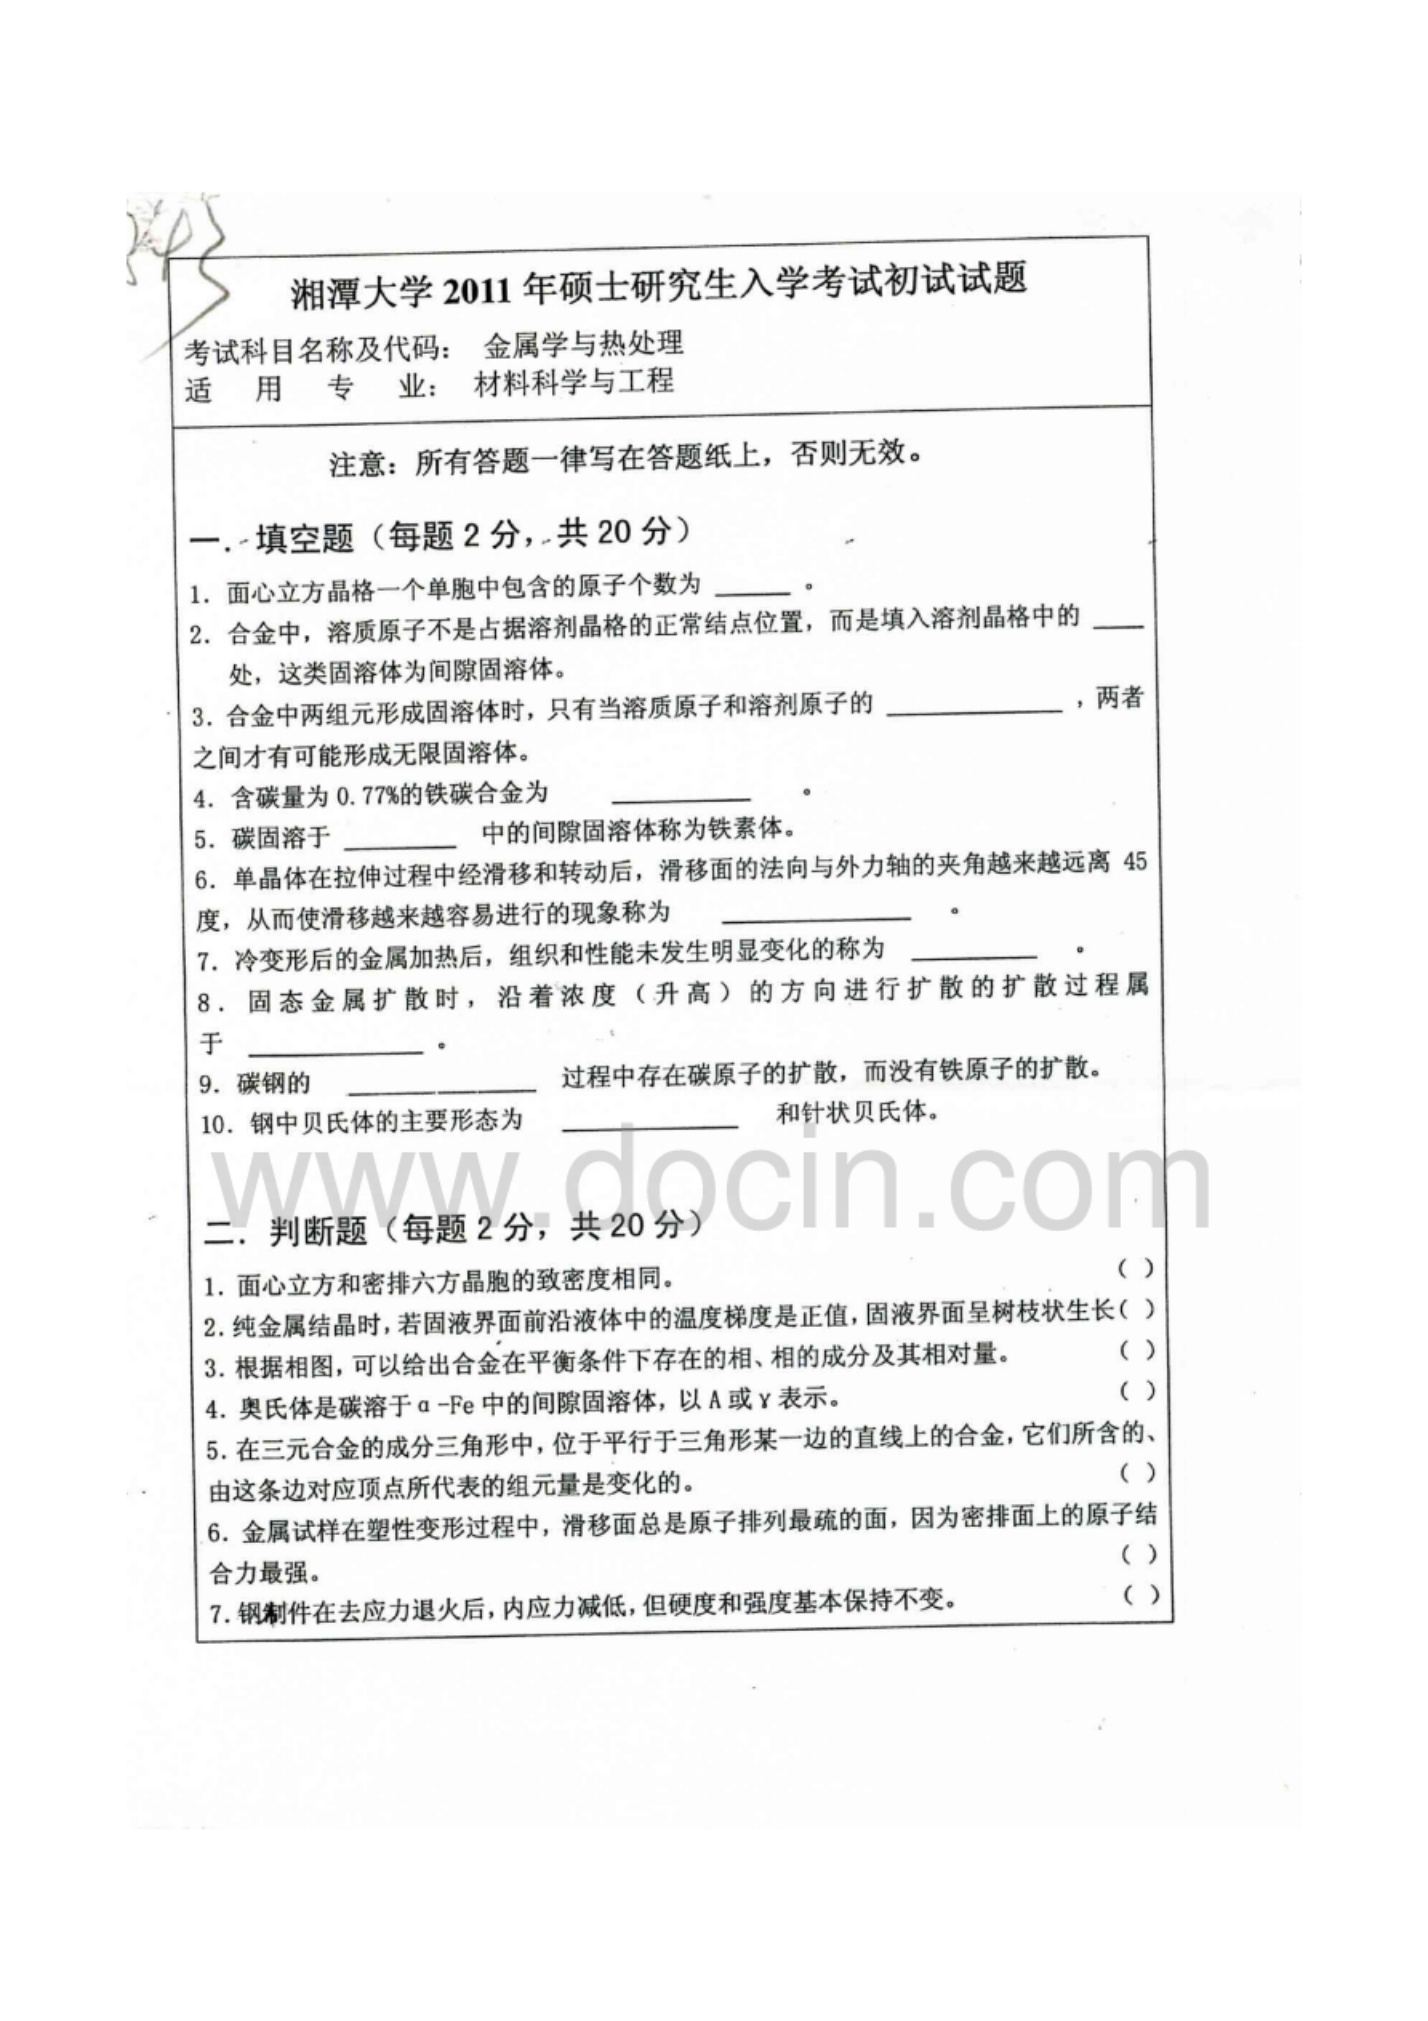 湘潭大学 2011 年硕士研究生入学考试初试试题
考试科目名称及代码： 金属学与热处理
适 用 专 业： 材料科学与工程
注意：所有答题一律写在答题纸上，否则无效。
一. 填空题（每题 2 分，共 20 分）
1. 面心立方晶格一个单胞中包含的原子个数为 _____ 。
2. 合金中，溶质原子不是占据溶剂晶格的正常结点位置，而是填入溶剂晶格中的 ____
处，这类固溶体为间隙固溶体。
3. 合金中两组元形成固溶体时，只有当溶质原子和溶剂原子的 ____________ ，两者
之间才有可能形成无限固溶体。
4. 含碳量为 0.77%的铁碳合金为 __________ 。
5. 碳固溶于 ________ 中的间隙固溶体称为铁素体。
6. 单晶体在拉伸过程中经滑移和转动后，滑移面的法向与外力轴的夹角越来越远离 45
度，从而使滑移越来越容易进行的现象称为 _____________ 。
7. 冷变形后的金属加热后，组织和性能未发生明显变化的称为 _________ 。
8. 固态金属扩散时，沿着浓度（升高）的方向进行扩散的扩散过程属
于 ____________ 。
9. 碳钢的 _____________ 过程中存在碳原子的扩散，而没有铁原子的扩散。
10. 钢中贝氏体的主要形态为 ____________ 和针状贝氏体。
www.docin.com
二. 判断题（每题 2 分，共 20 分）
1. 面心立方和密排六方晶胞的致密度相同。 （ ）
2. 纯金属结晶时，若固液界面前沿液体中的温度梯度是正值，固液界面呈树枝状生长（ ）
3. 根据相图，可以给出合金在平衡条件下存在的相、相的成分及其相对量。 （ ）
4. 奥氏体是碳溶于 α-Fe 中的间隙固溶体，以 A 或 γ 表示。 （ ）
5. 在三元合金的成分三角形中，位于平行于三角形某一边的直线上的合金，它们所含的、
由这条边对应顶点所代表的组元量是变化的。 （ ）
6. 金属试样在塑性变形过程中，滑移面总是原子排列最疏的面，因为密排面上的原子结
合力最强。 （ ）
7. 钢制件在去应力退火后，内应力减低，但硬度和强度基本保持不变。 （ ）